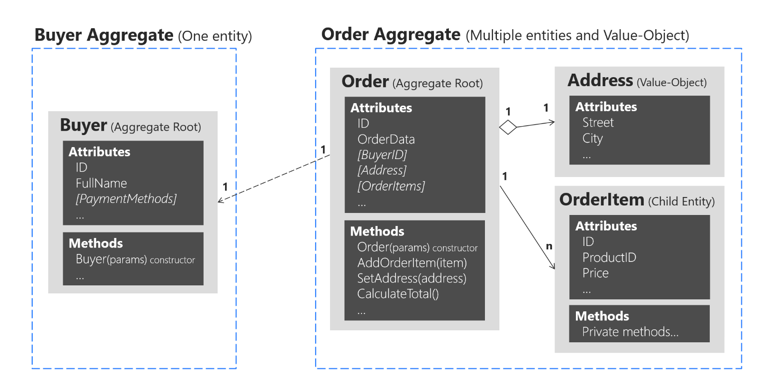 Buyer Aggregate (One entity)
Order Aggregate (Multiple entities and Value-Object)
Buyer (Aggregate Root)
Attributes
ID
FullName
[PaymentMethods]
...
Methods
Buyer(params) constructor
...
1
1
Order (Aggregate Root)
Attributes
ID
OrderData
[BuyerID]
[Address]
[OrderItems]
...
Methods
Order(params) constructor
AddOrderItem(item)
SetAddress(address)
CalculateTotal()
...
1
1
1
n
Address (Value-Object)
Attributes
Street
City
...
OrderItem (Child Entity)
Attributes
ID
ProductID
Price
...
Methods
Private methods...